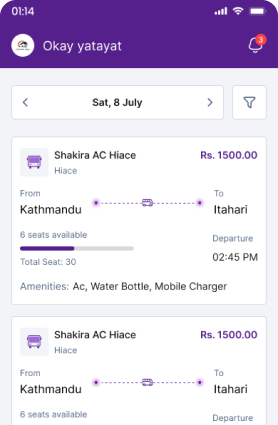 01:14
Okay yatayat
3
Sat, 8 July
Shakira AC Hiace
Rs. 1500.00
Hiace
From
To
Kathmandu
Itahari
6 seats available
Departure
Total Seat: 30
02:45 PM
Amenities: Ac, Water Bottle, Mobile Charger
Shakira AC Hiace
Rs. 1500.00
Hiace
From
To
Kathmandu
Itahari
6 seats available
Departure